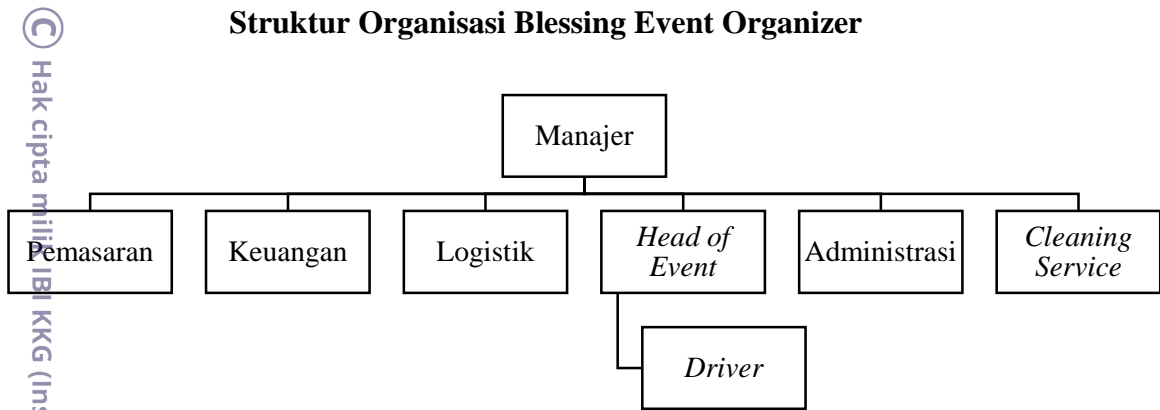 Struktur Organisasi Blessing Event Organizer
Manajer
Pemasaran
Keuangan
Logistik
Head of
Event
Administrasi
Cleaning
Service
Driver
© Hak cipta milik IBI KKG (Ins